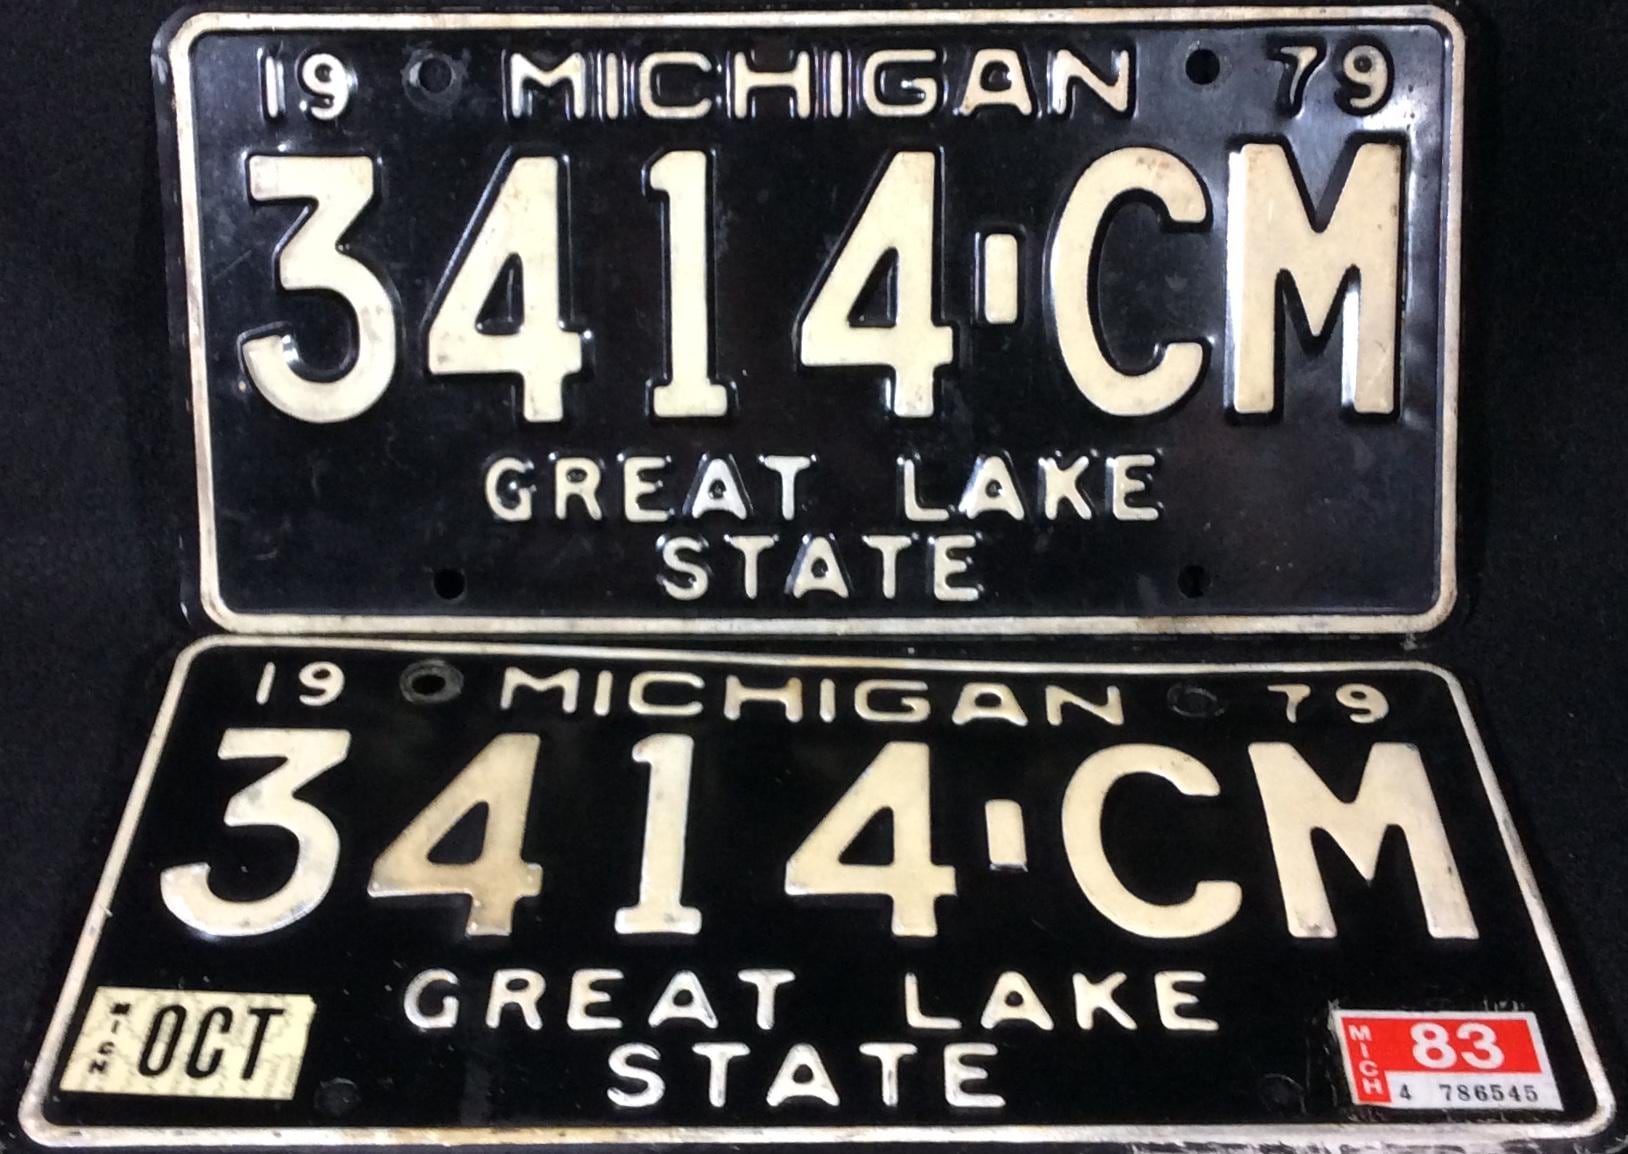 19 MICHIGAN 79
3414-CM
GREAT LAKE
STATE
19 MICHIGAN 79
3414-CM
GREAT LAKE
STATE
MICH OCT
MICH 83
4 786545